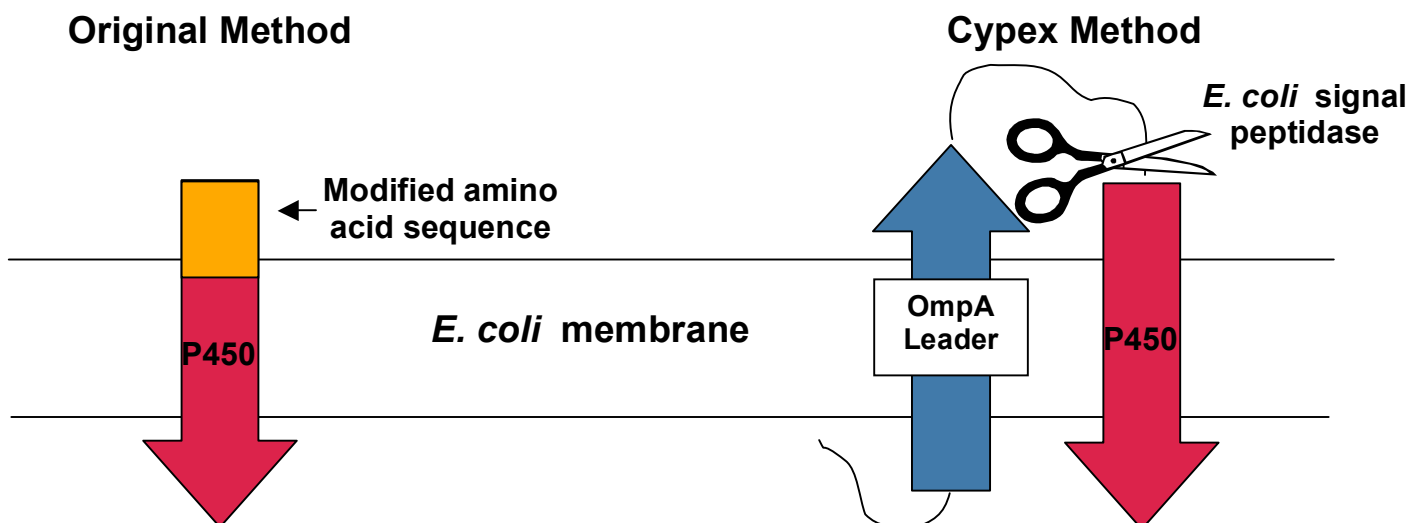 Original Method
Cypex Method
E. coli signal
peptidase
Modified amino
acid sequence
P450
E. coli membrane
OmpA
Leader
P450